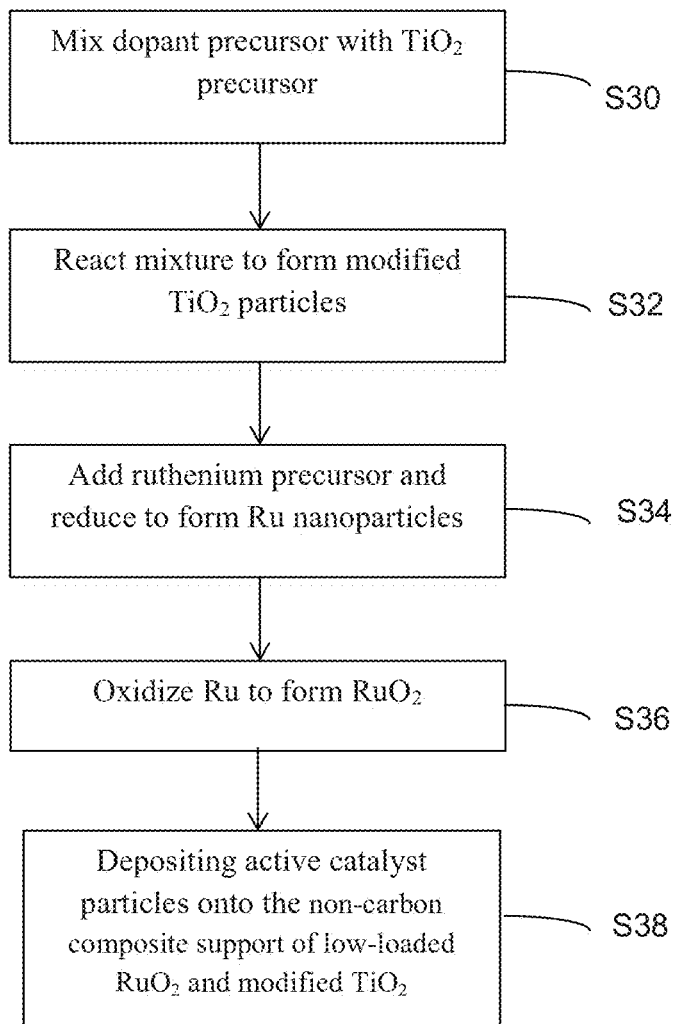 Mix dopant precursor with TiO₂
precursor
S30
React mixture to form modified
TiO₂ particles
S32
Add ruthenium precursor and
reduce to form Ru nanoparticles
S34
Oxidize Ru to form RuO₂
S36
Depositing active catalyst
particles onto the non-carbon
composite support of low-loaded
RuO₂ and modified TiO₂
S38